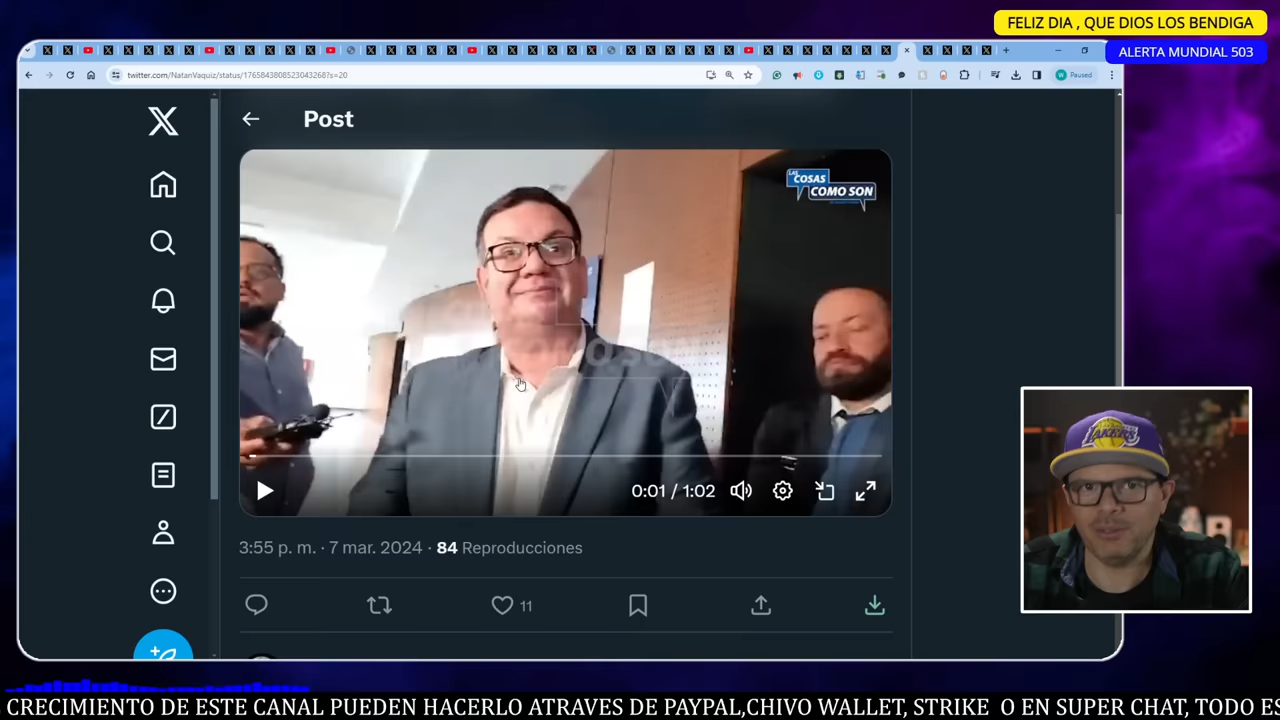 FELIZ DIA , QUE DIOS LOS BENDIGA
ALERTA MUNDIAL 503
twitter.com/NatanVaquiz/status/1765843808523043268?s=20
Paused
Post
LAS
COSAS
COMO SON
0:01 / 1:02
3:55 p. m. · 7 mar. 2024 · 84 Reproducciones
11
LAKERS
CRECIMIENTO DE ESTE CANAL PUEDEN HACERLO ATRAVES DE PAYPAL,CHIVO WALLET, STRIKE O EN SUPER CHAT, TODO ES